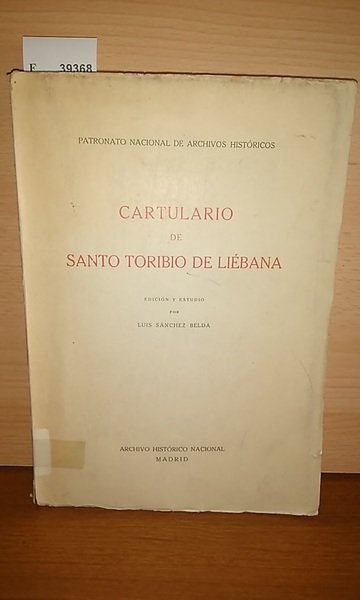 E 39368
PATRONATO NACIONAL DE ARCHIVOS HISTÓRICOS
CARTULARIO
DE
SANTO TORIBIO DE LIÉBANA
EDICIÓN Y ESTUDIO
POR
LUIS SÁNCHEZ BELDA
ARCHIVO HISTÓRICO NACIONAL
MADRID